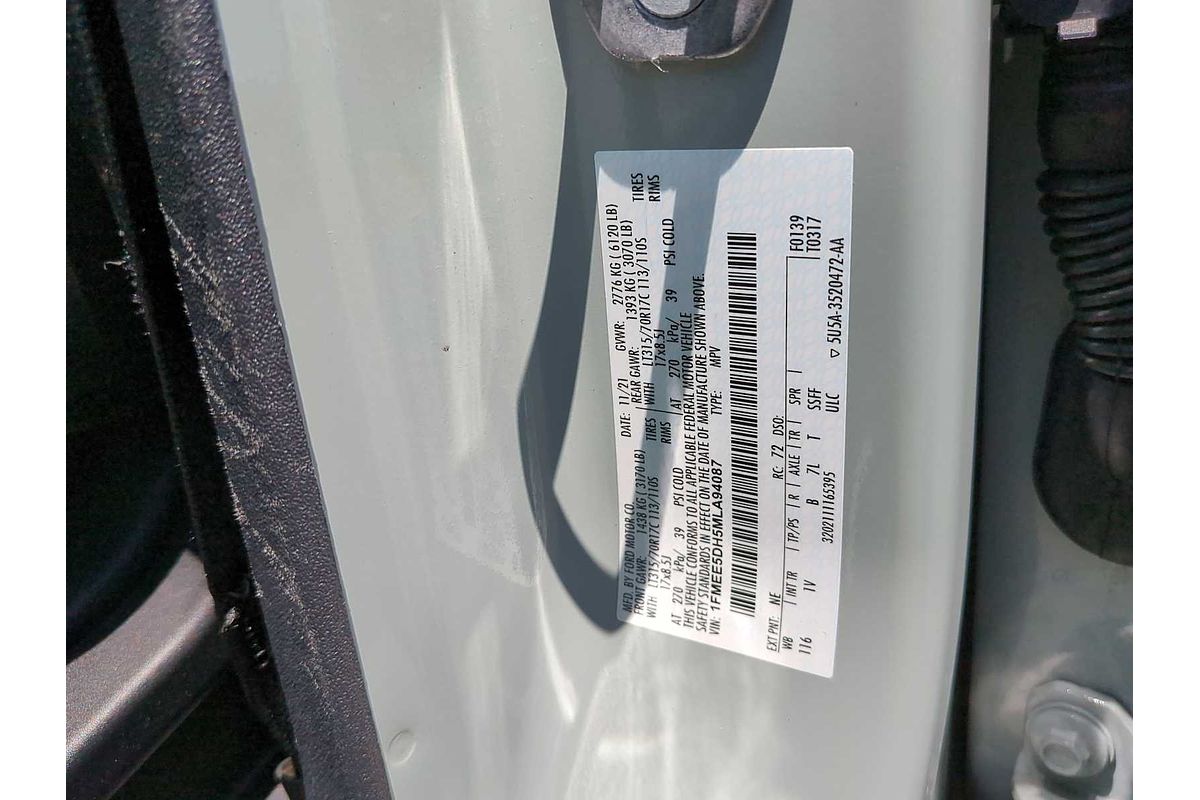 MFD. BY FORD MOTOR CO. DATE: 11/21 GVWR: 2776 KG ( 6120 LB)
FRONT GAWR: 1438 KG ( 3170 LB) REAR GAWR: 1393 KG ( 3070 LB)
WITH LT315/70R17C 113/110S TIRES WITH LT315/70R17C 113/110S TIRES
17x8.5J RIMS 17x8.5J RIMS
AT 270 kPa/ 39 PSI COLD AT 270 kPa/ 39 PSI COLD
THIS VEHICLE CONFORMS TO ALL APPLICABLE FEDERAL MOTOR VEHICLE
SAFETY STANDARDS IN EFFECT ON THE DATE OF MANUFACTURE SHOWN ABOVE.
VIN: 1FMEE5DH5MLA94087 TYPE: MPV
EXT PNT: NE RC: 72 DSO: F0139
WB INT TR TP/PS R AXLE TR SPR T0317
116 1V B 7L T SSFF
3202111165395 ULC ▽ 5U5A-3520472-AA